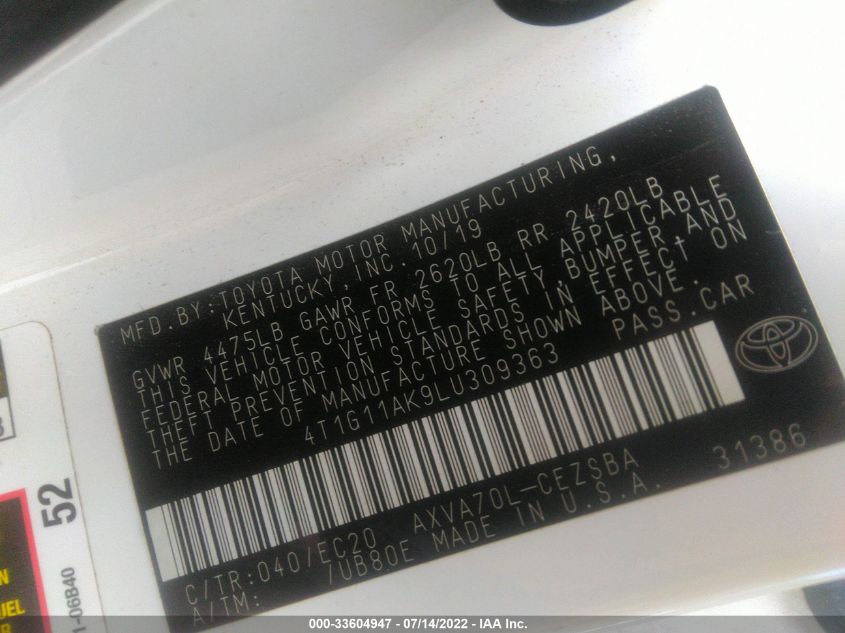 MFD.BY:TOYOTA MOTOR MANUFACTURING,
KENTUCKY,INC. 10/19
GVWR 4475LB GAWR FR 2620LB RR 2420LB
THIS VEHICLE CONFORMS TO ALL APPLICABLE
FEDERAL MOTOR VEHICLE SAFETY, BUMPER AND
THEFT PREVENTION STANDARDS IN EFFECT ON
THE DATE OF MANUFACTURE SHOWN ABOVE.
4T1G11AK9LU309363 PASS.CAR
C/TR:040/EC20 AXVA70L-CEZSBA 31386
A/TM: /UB80E MADE IN U.S.A.
52
1-06B40
000-33604947 - 07/14/2022 - IAA Inc.